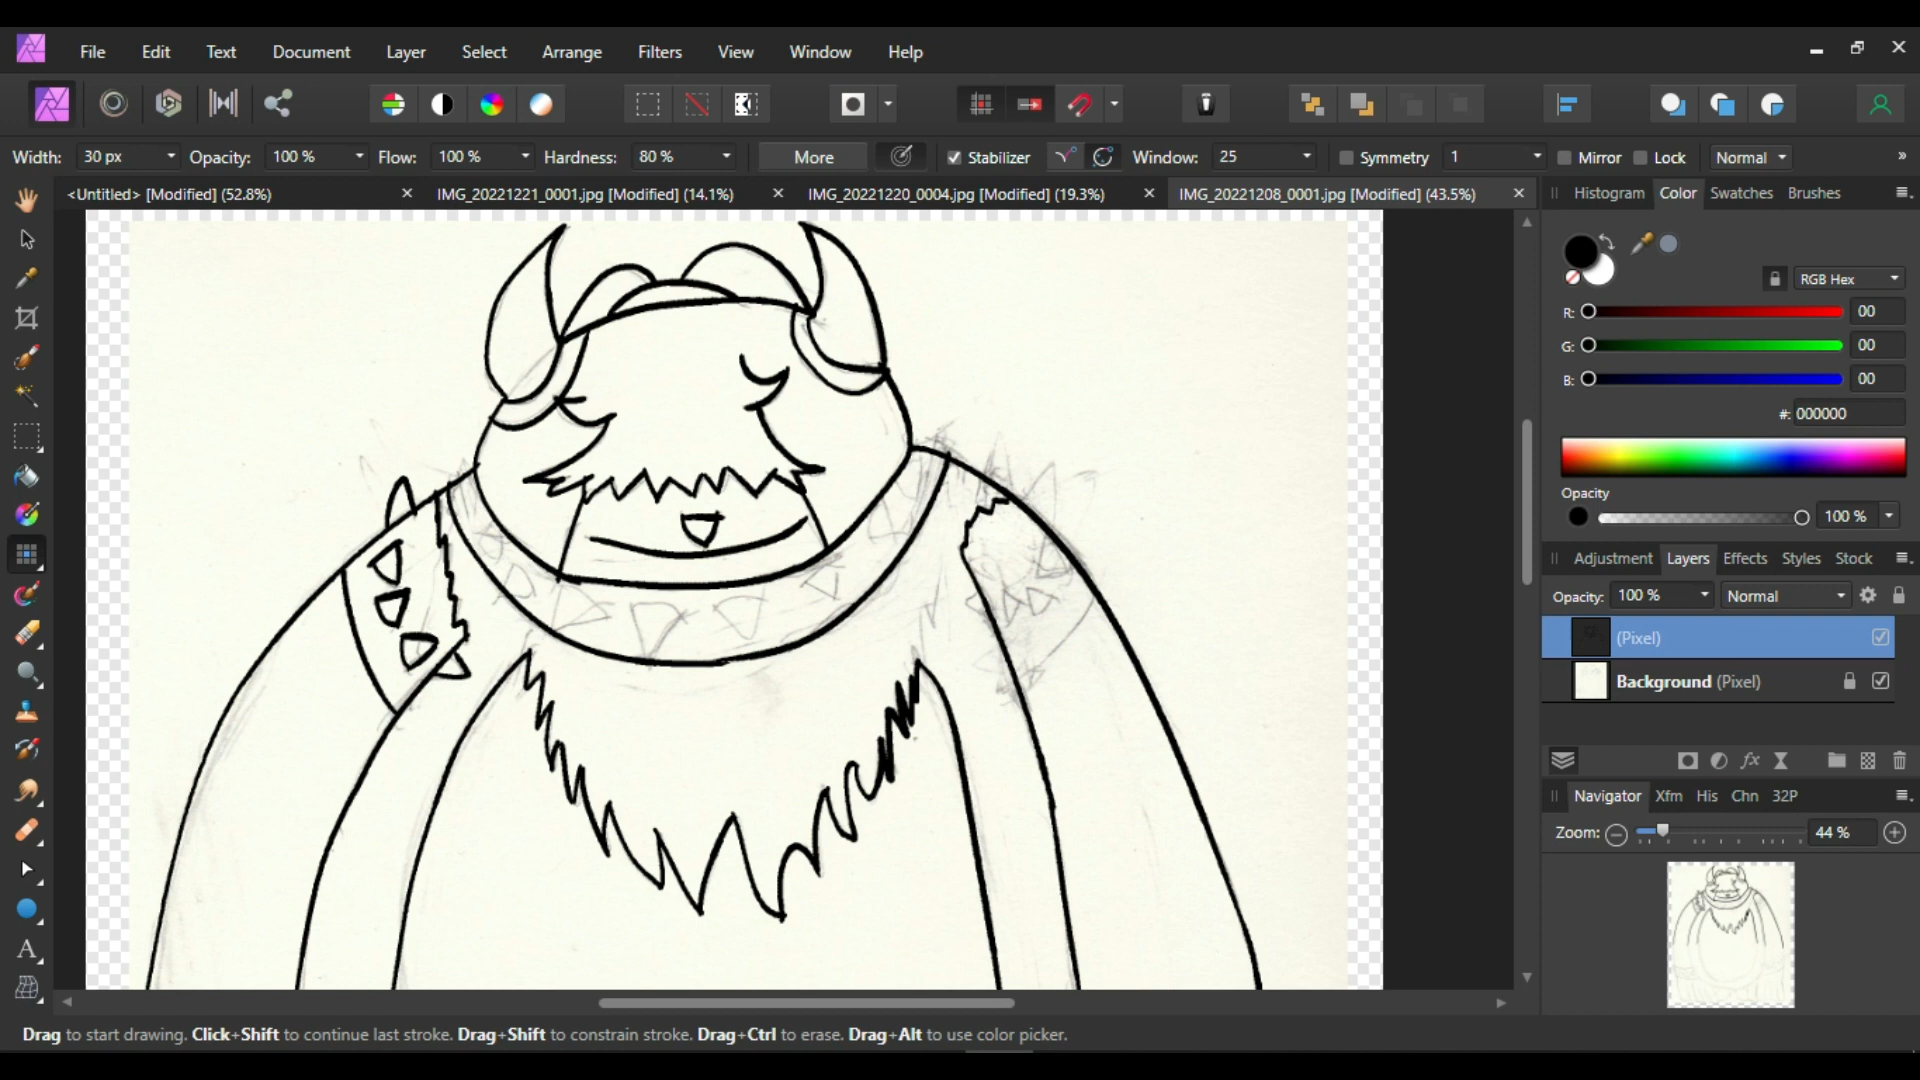 File Edit Text Document Layer Select Arrange Filters View Window Help
Width: 30 px Opacity: 100 % Flow: 100 % Hardness: 80 % More Stabilizer Window: 25 Symmetry 1 Mirror Lock Normal »
<Untitled> [Modified] (52.8%) IMG_20221221_0001.jpg [Modified] (14.1%) IMG_20221220_0004.jpg [Modified] (19.3%) IMG_20221208_0001.jpg [Modified] (43.5%)
Histogram Color Swatches Brushes
RGB Hex
R: 00
G: 00
B: 00
#: 000000
Opacity
100 %
Adjustment Layers Effects Styles Stock
Opacity: 100 % Normal
(Pixel)
Background (Pixel)
fx
Navigator Xfm His Chn 32P
Zoom: 44 %
A
Drag to start drawing. Click+Shift to continue last stroke. Drag+Shift to constrain stroke. Drag+Ctrl to erase. Drag+Alt to use color picker.